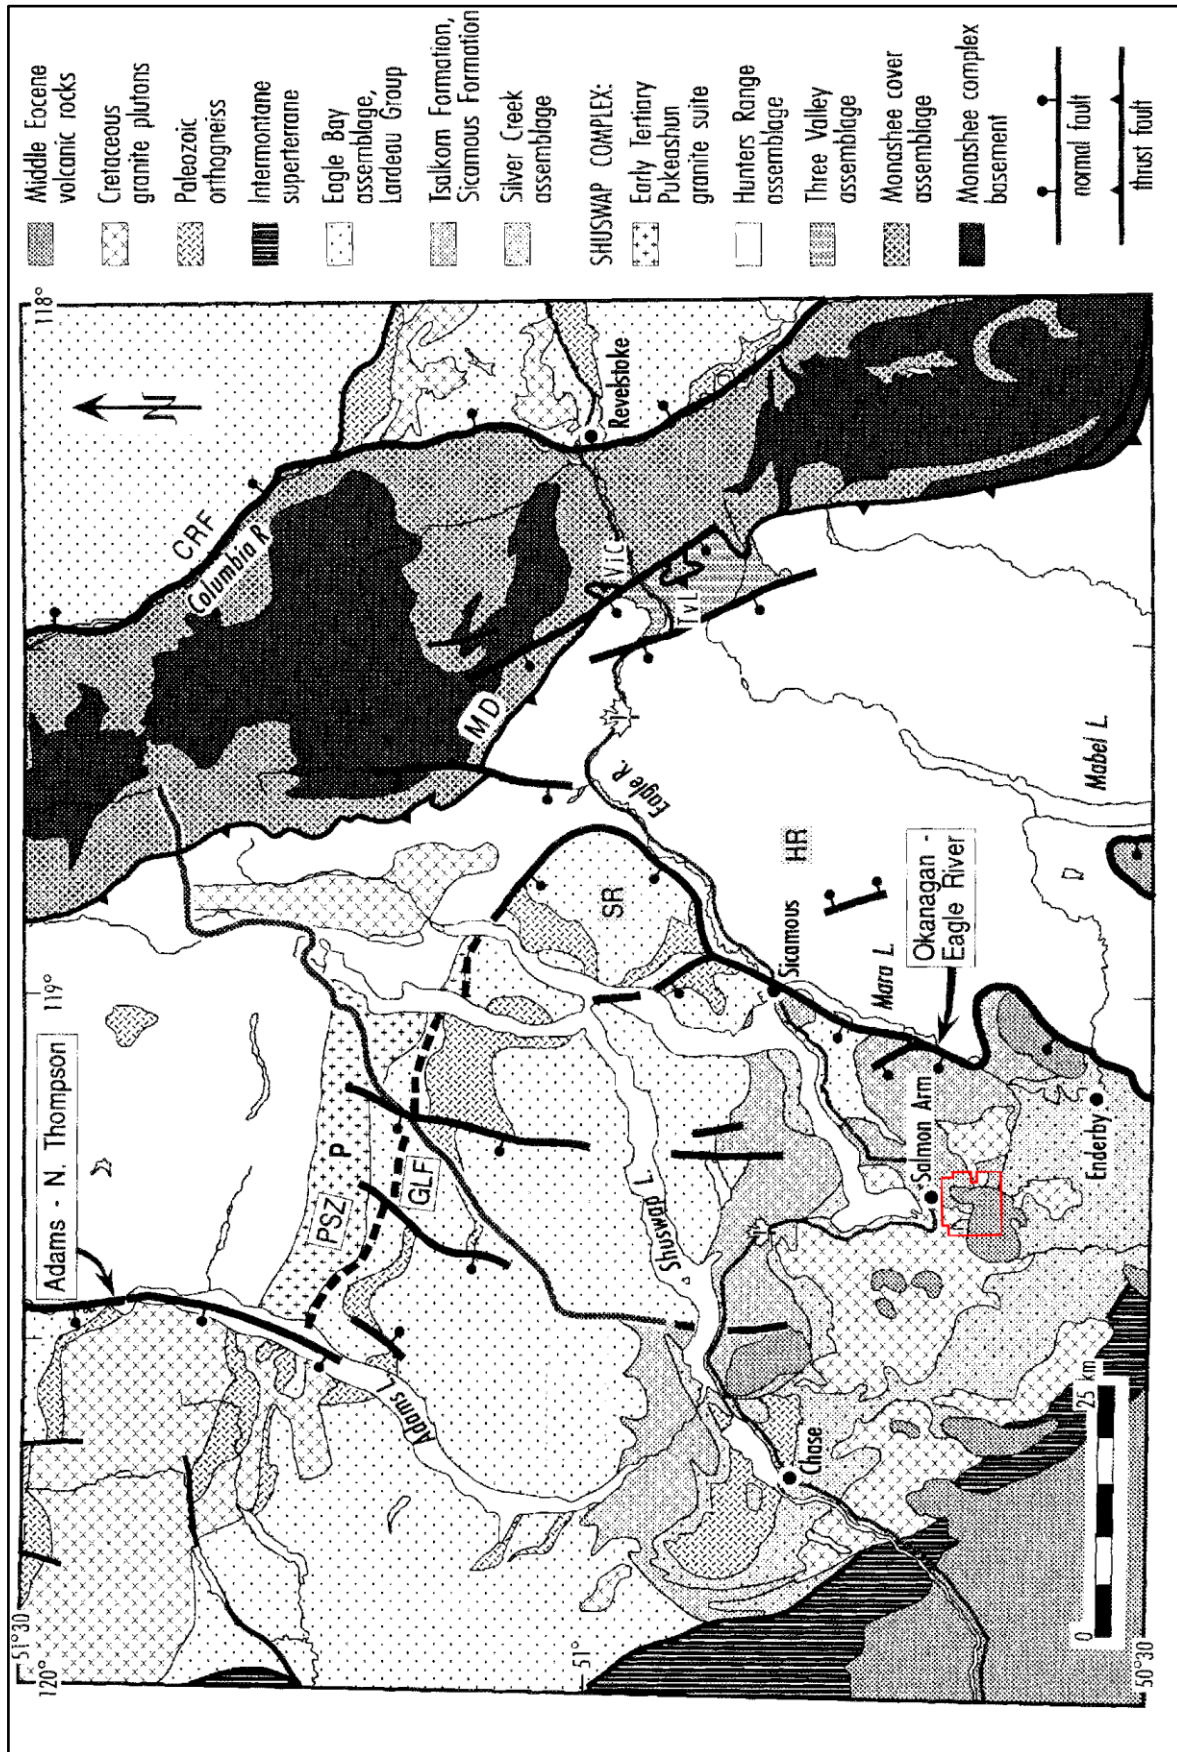 51°30
120°
119°
118°
51°
50°30
N
Adams - N. Thompson
PSZ
P
GLF
Adams L.
Shuswap L.
Chase
Salmon Arm
Enderby
Sicamous
Mara L.
Okanagan -
Eagle River
SR
HR
Eagle R.
Mabel L.
MD
CRF
Columbia R.
ViC
TvL
Revelstoke
0
25 km
Middle Eocene
volcanic rocks
Cretaceous
granite plutons
Paleozoic
orthogneiss
Intermontane
superterrane
Eagle Bay
assemblage,
Lardeau Group
Tsalkom Formation,
Sicamous Formation
Silver Creek
assemblage
SHUSWAP COMPLEX:
Early Tertiary
Pukeashun
granite suite
Hunters Range
assemblage
Three Valley
assemblage
Monashee cover
assemblage
Monashee complex
basement
normal fault
thrust fault